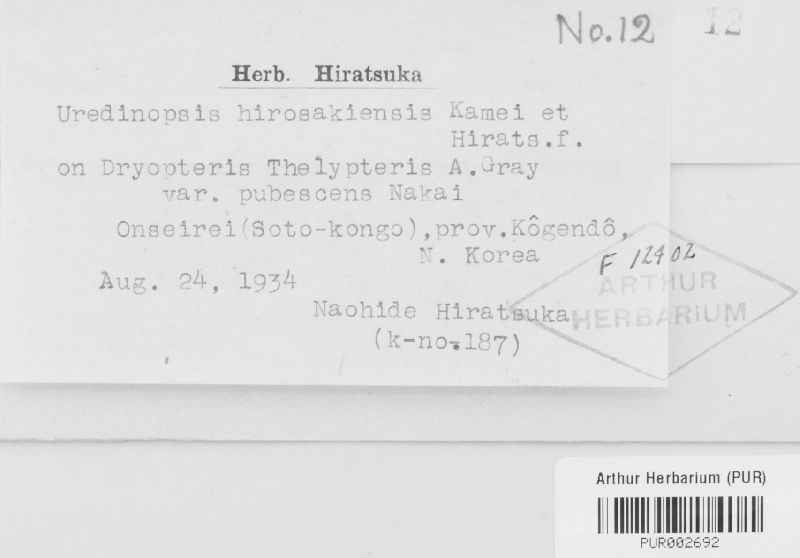 No.12 12
Herb. Hiratsuka
Uredinopsis hirosakiensis Kamei et
Hirats.f.
on Dryopteris Thelypteris A.Gray
var. pubescens Nakai
Onseirei(Soto-kongo),prov.Kôgendô,
N. Korea
F 12402
Aug. 24, 1934
ARTHUR
HERBARIUM
Naohide Hiratsuka
(k-no.187)
Arthur Herbarium (PUR)
PUR002692